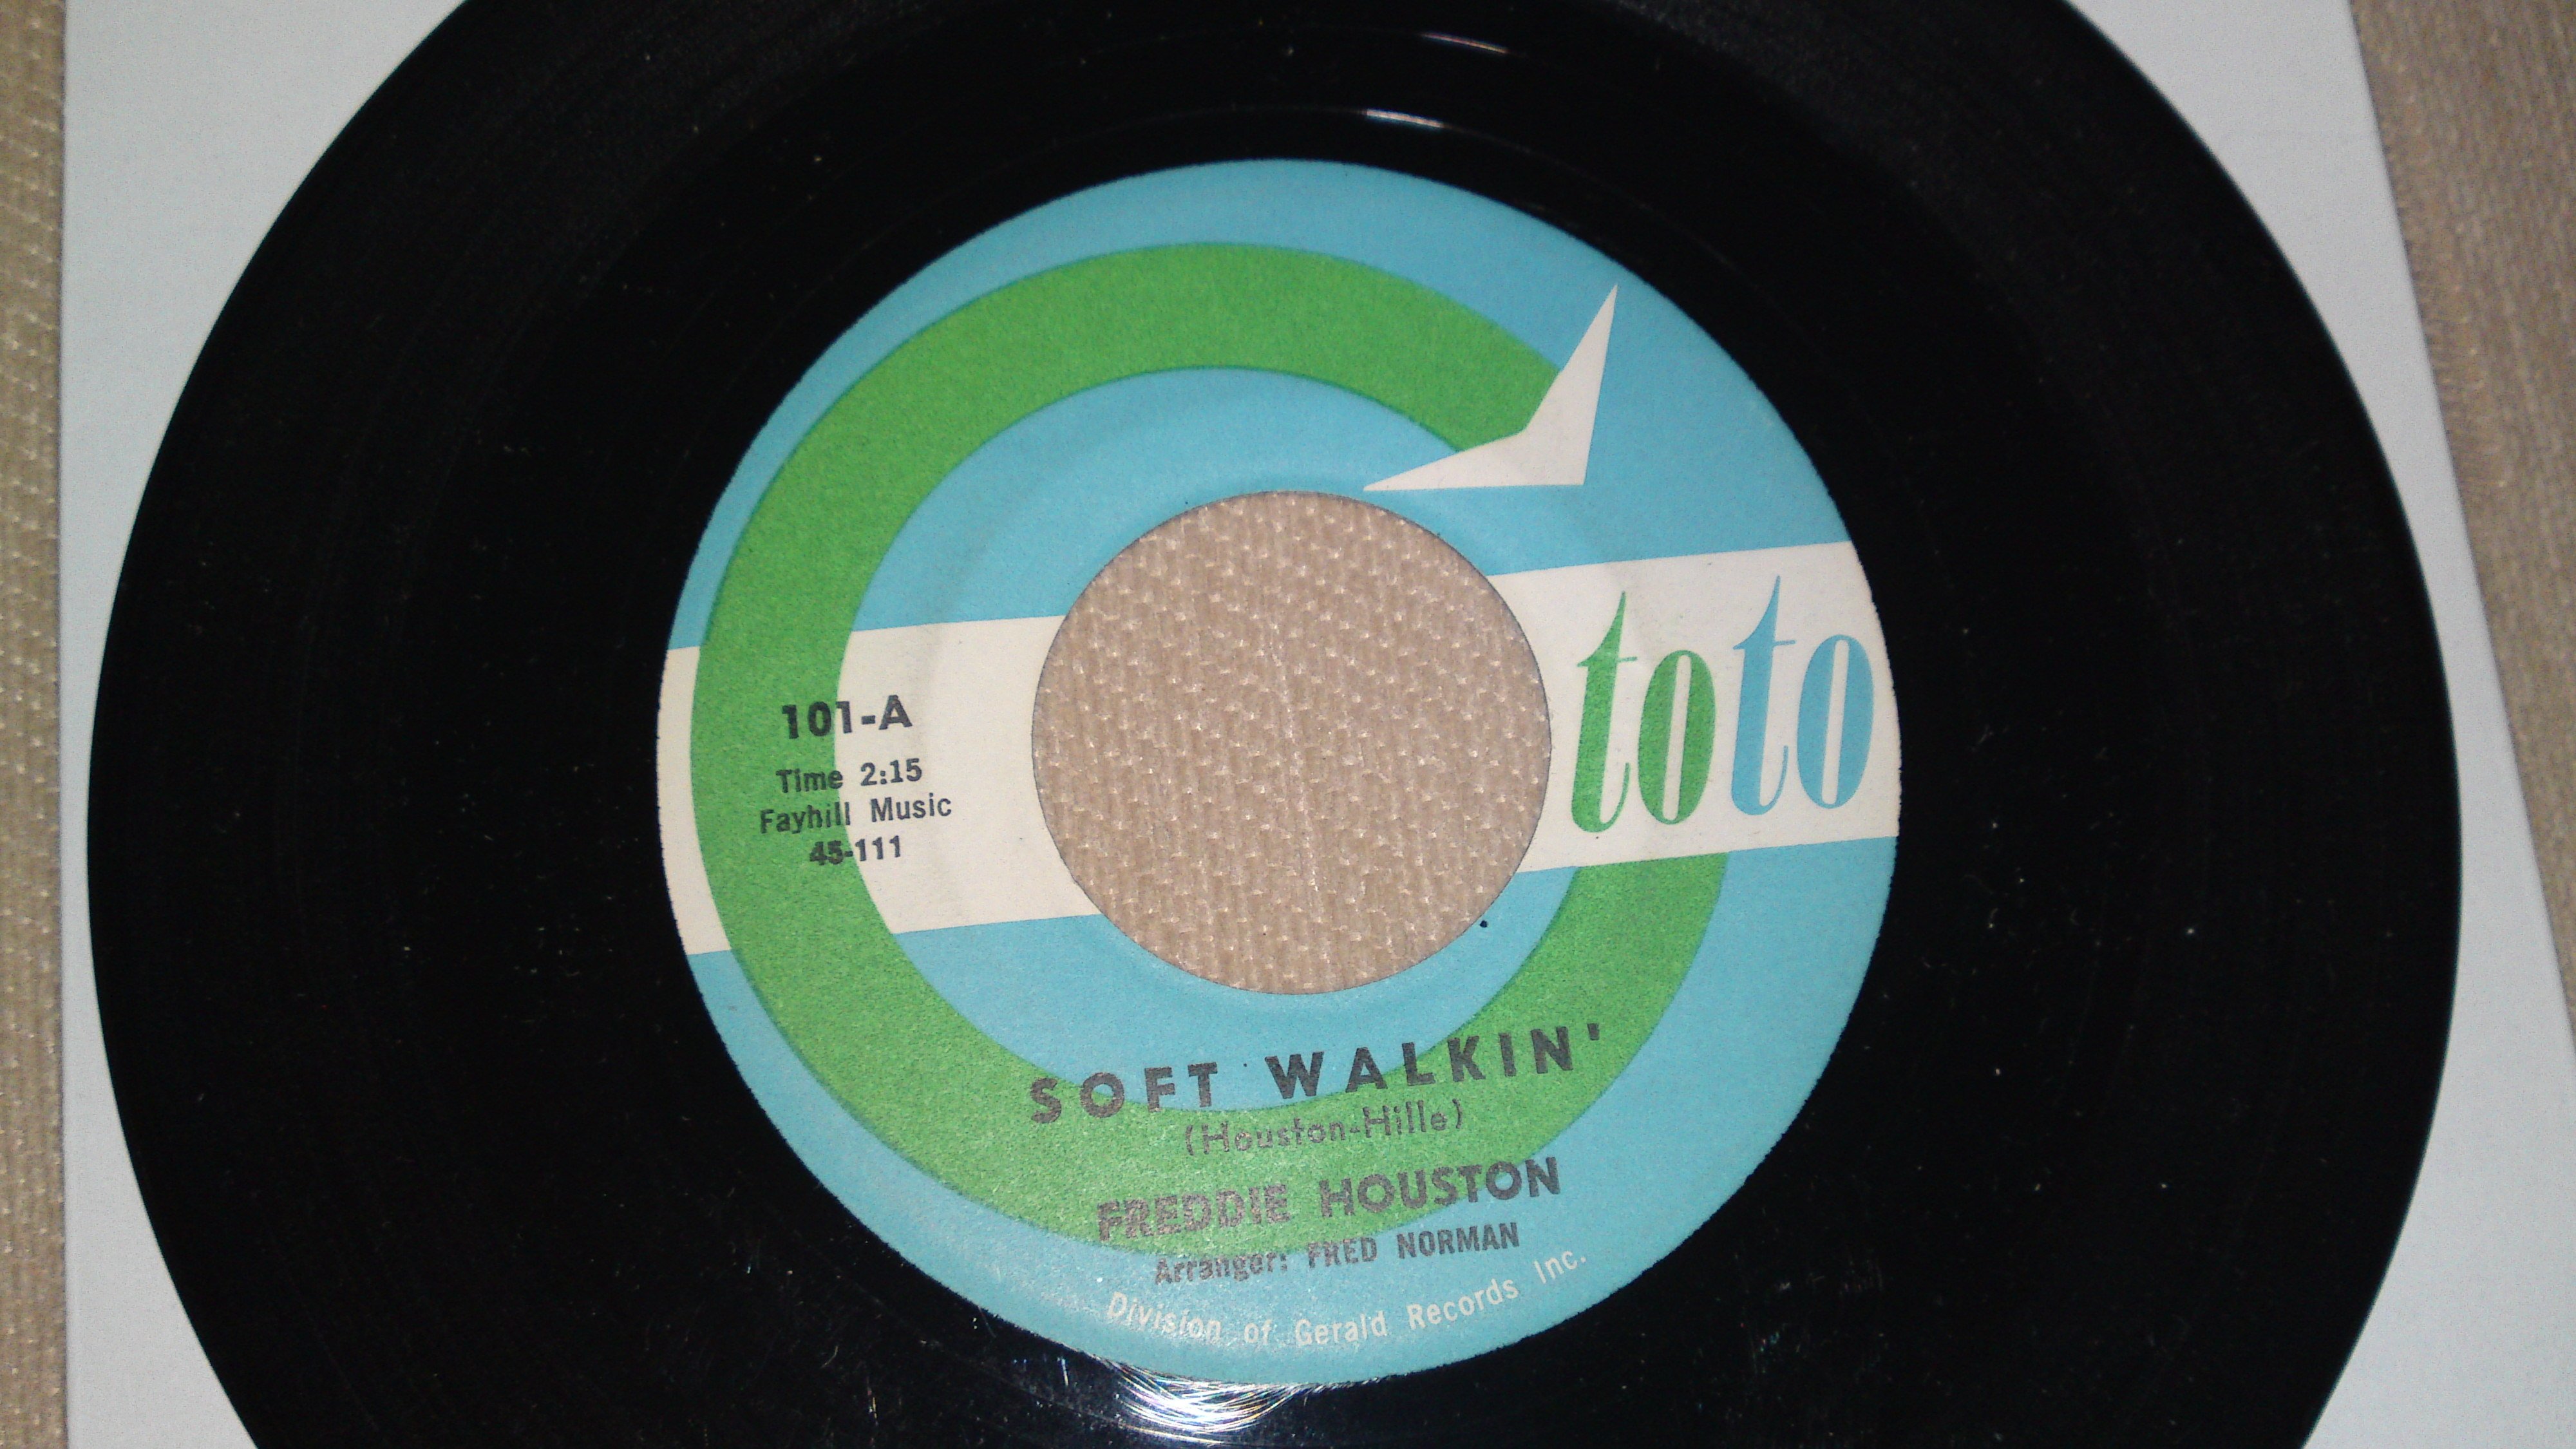 toto
101-A
Time 2:15
Fayhill Music
45-111
SOFT WALKIN'
(Houston-Hille)
FREDDIE HOUSTON
Arranger: FRED NORMAN
Division of Gerald Records Inc.